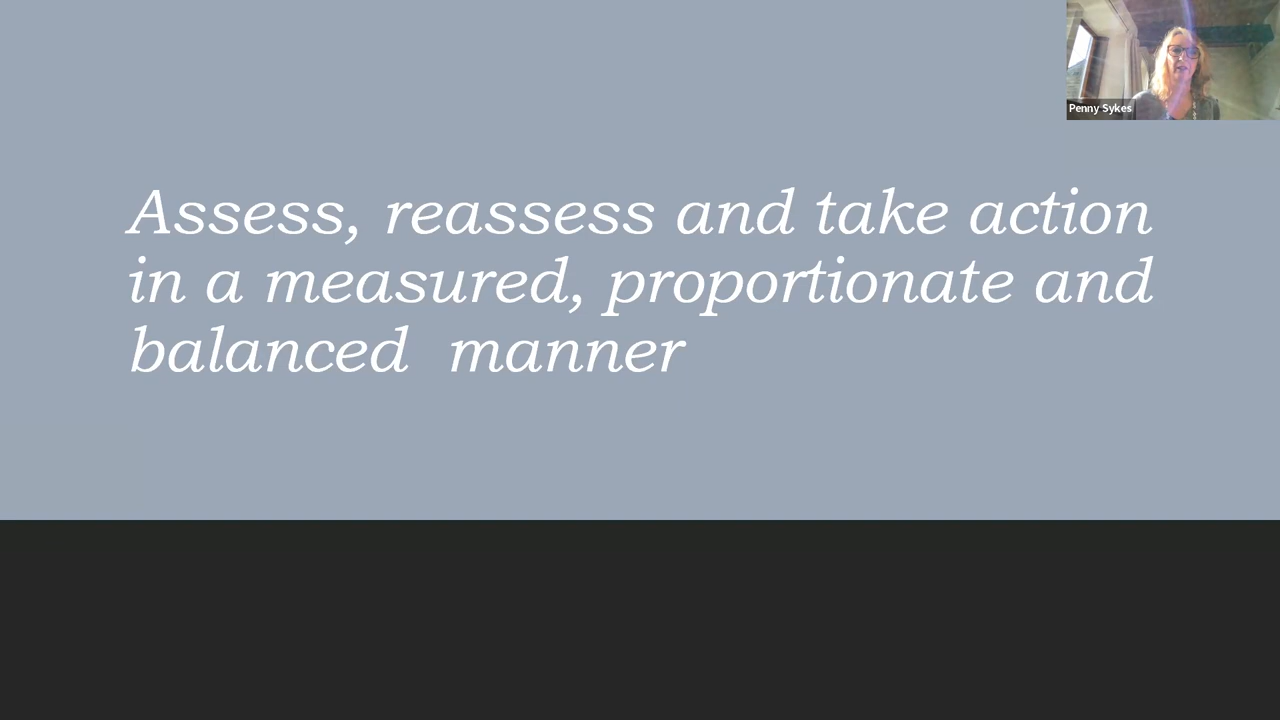 Penny Sykes
Assess, reassess and take action
in a measured, proportionate and
balanced  manner